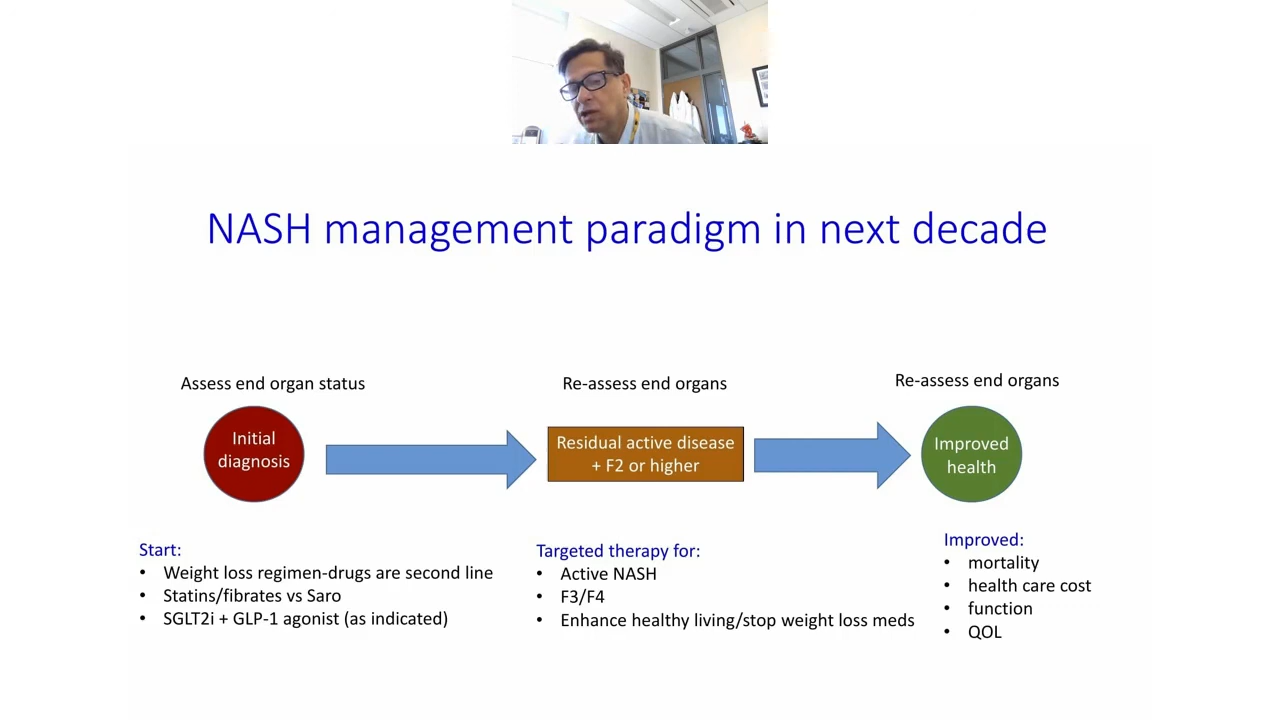 NASH management paradigm in next decade
Assess end organ status
Re-assess end organs
Re-assess end organs
Initial
diagnosis
Residual active disease
+ F2 or higher
Improved
health
Start:
• Weight loss regimen-drugs are second line
• Statins/fibrates vs Saro
• SGLT2i + GLP-1 agonist (as indicated)
Targeted therapy for:
• Active NASH
• F3/F4
• Enhance healthy living/stop weight loss meds
Improved:
• mortality
• health care cost
• function
• QOL